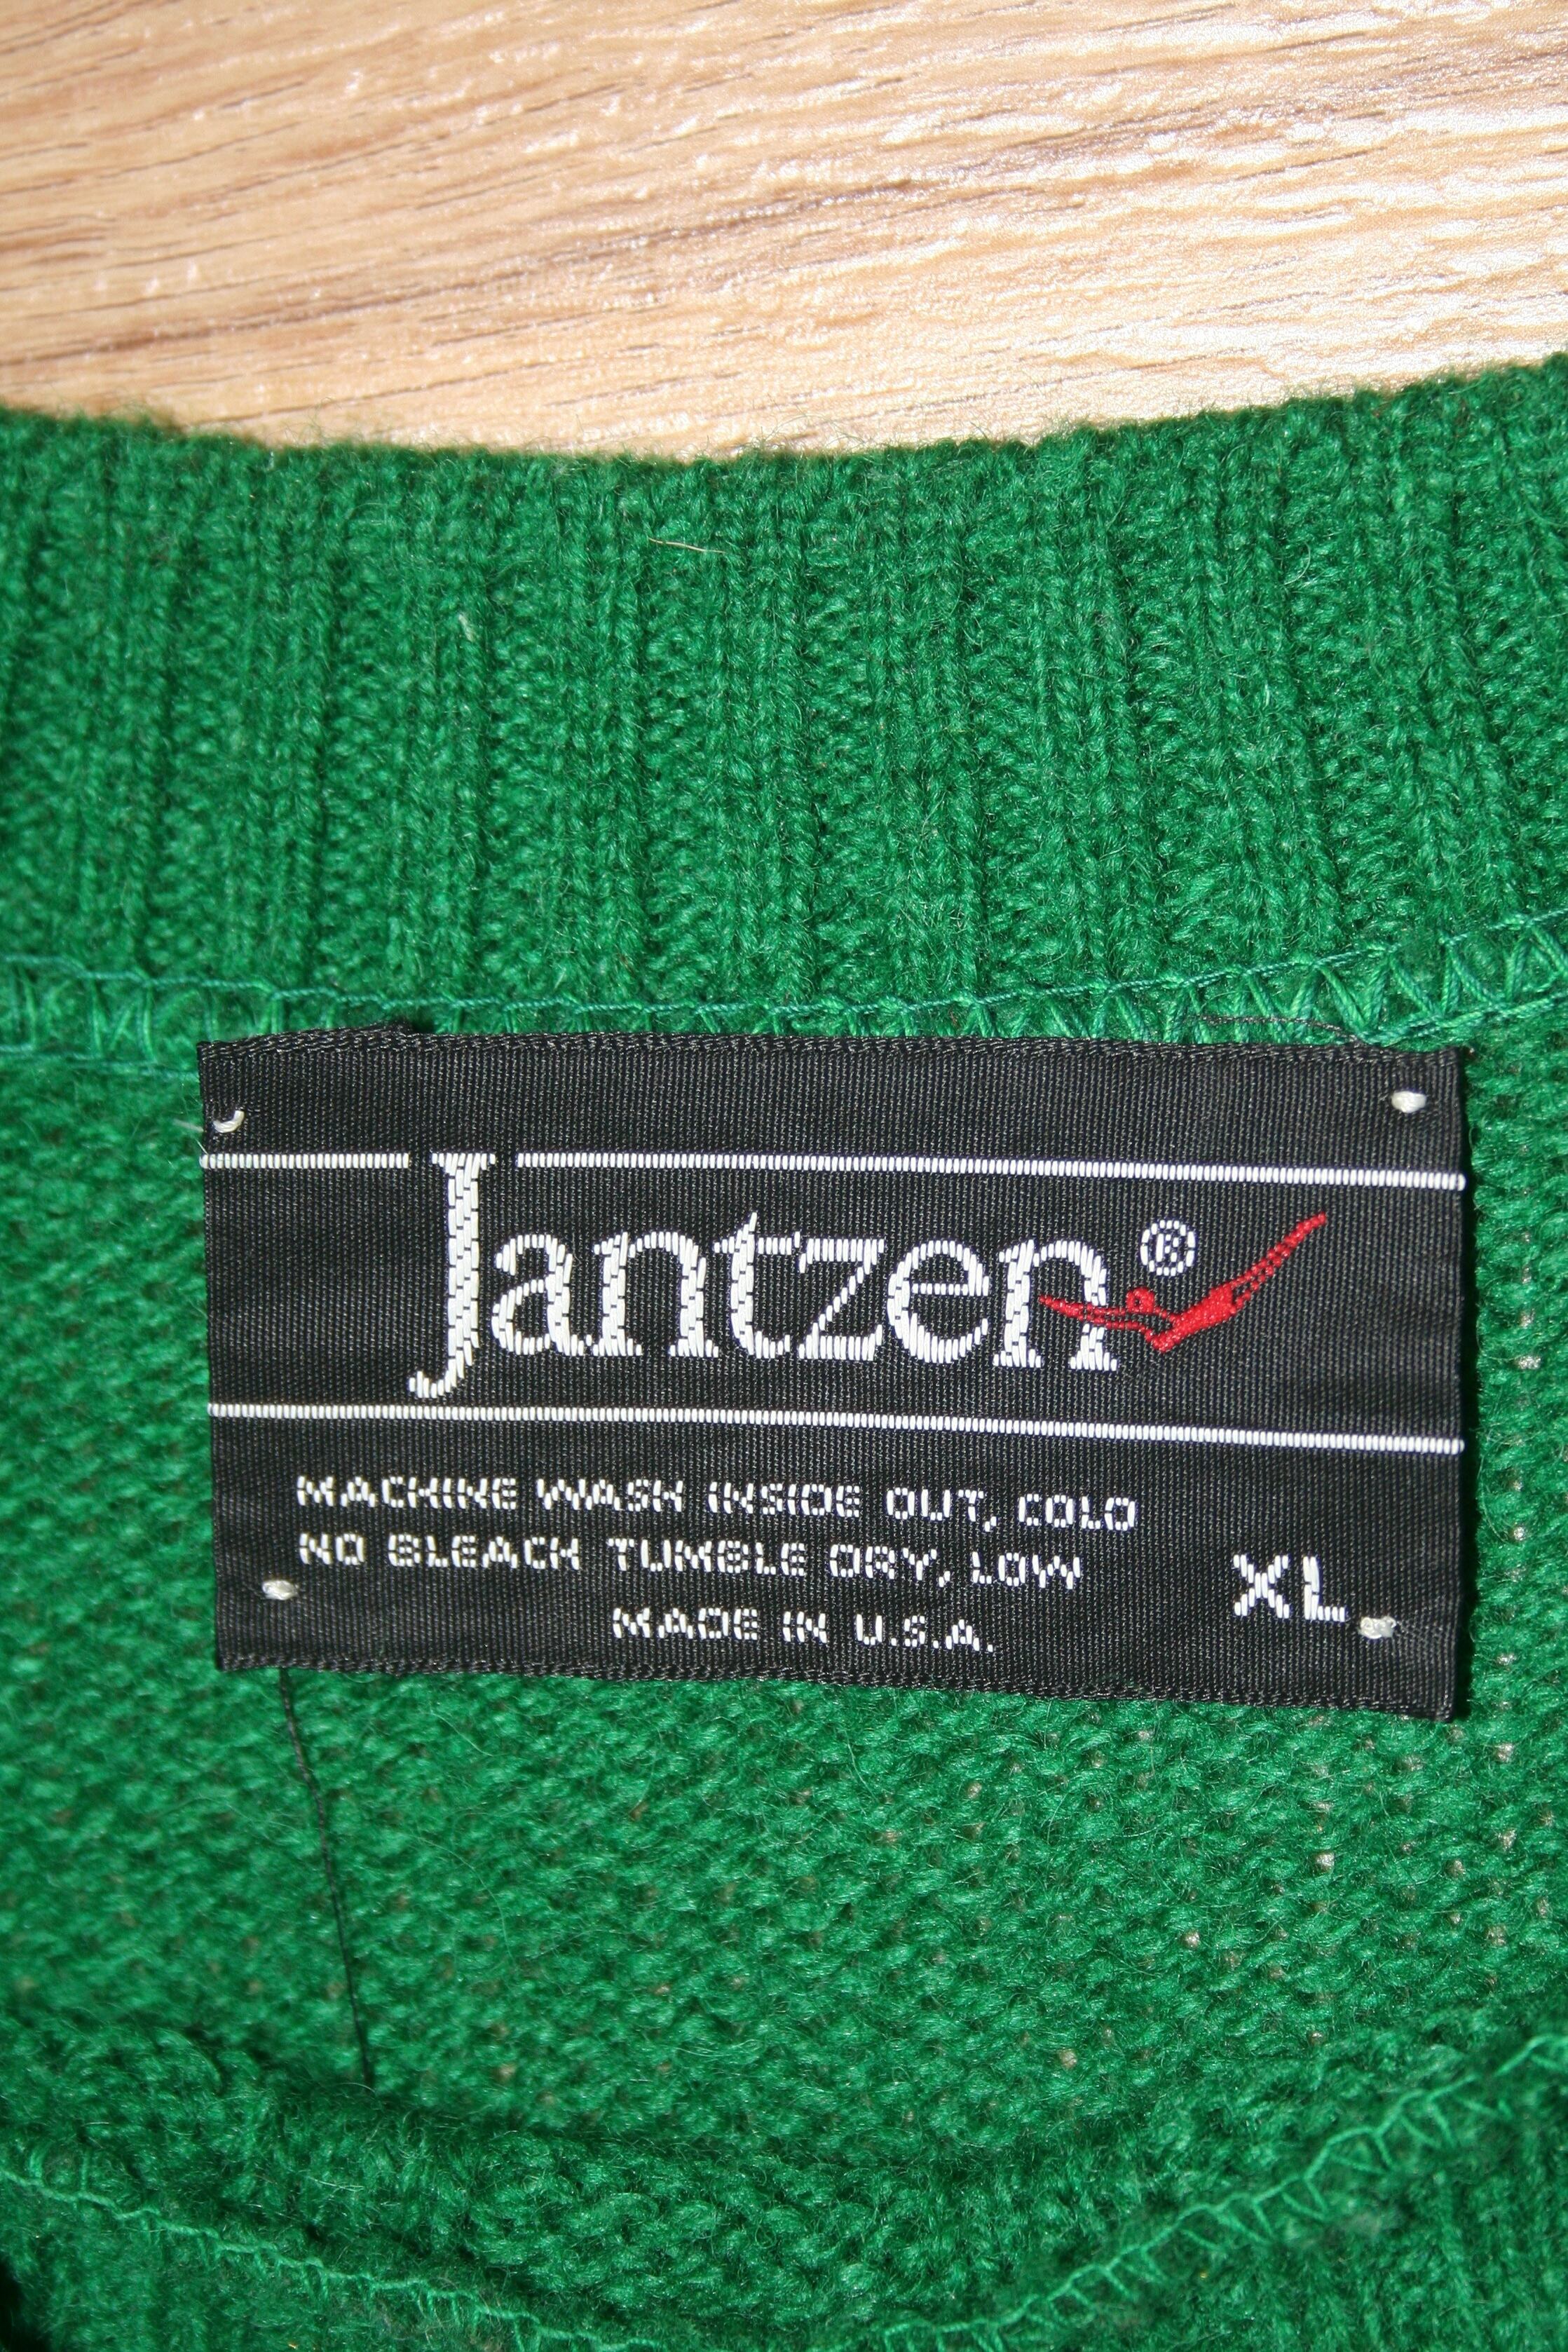 Jantzen®
MACHINE WASH INSIDE OUT, COLD
NO BLEACH TUMBLE DRY, LOW
XL
MADE IN U.S.A.